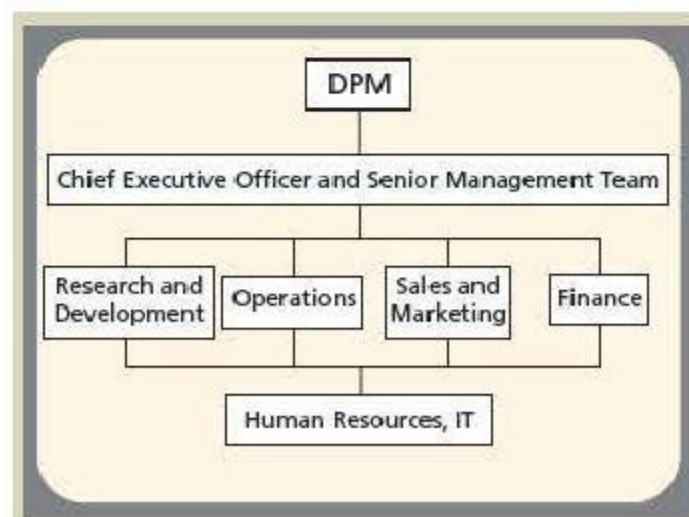 DPM
Chief Executive Officer and Senior Management Team
Research and
Development
Operations
Sales and
Marketing
Finance
Human Resources, IT